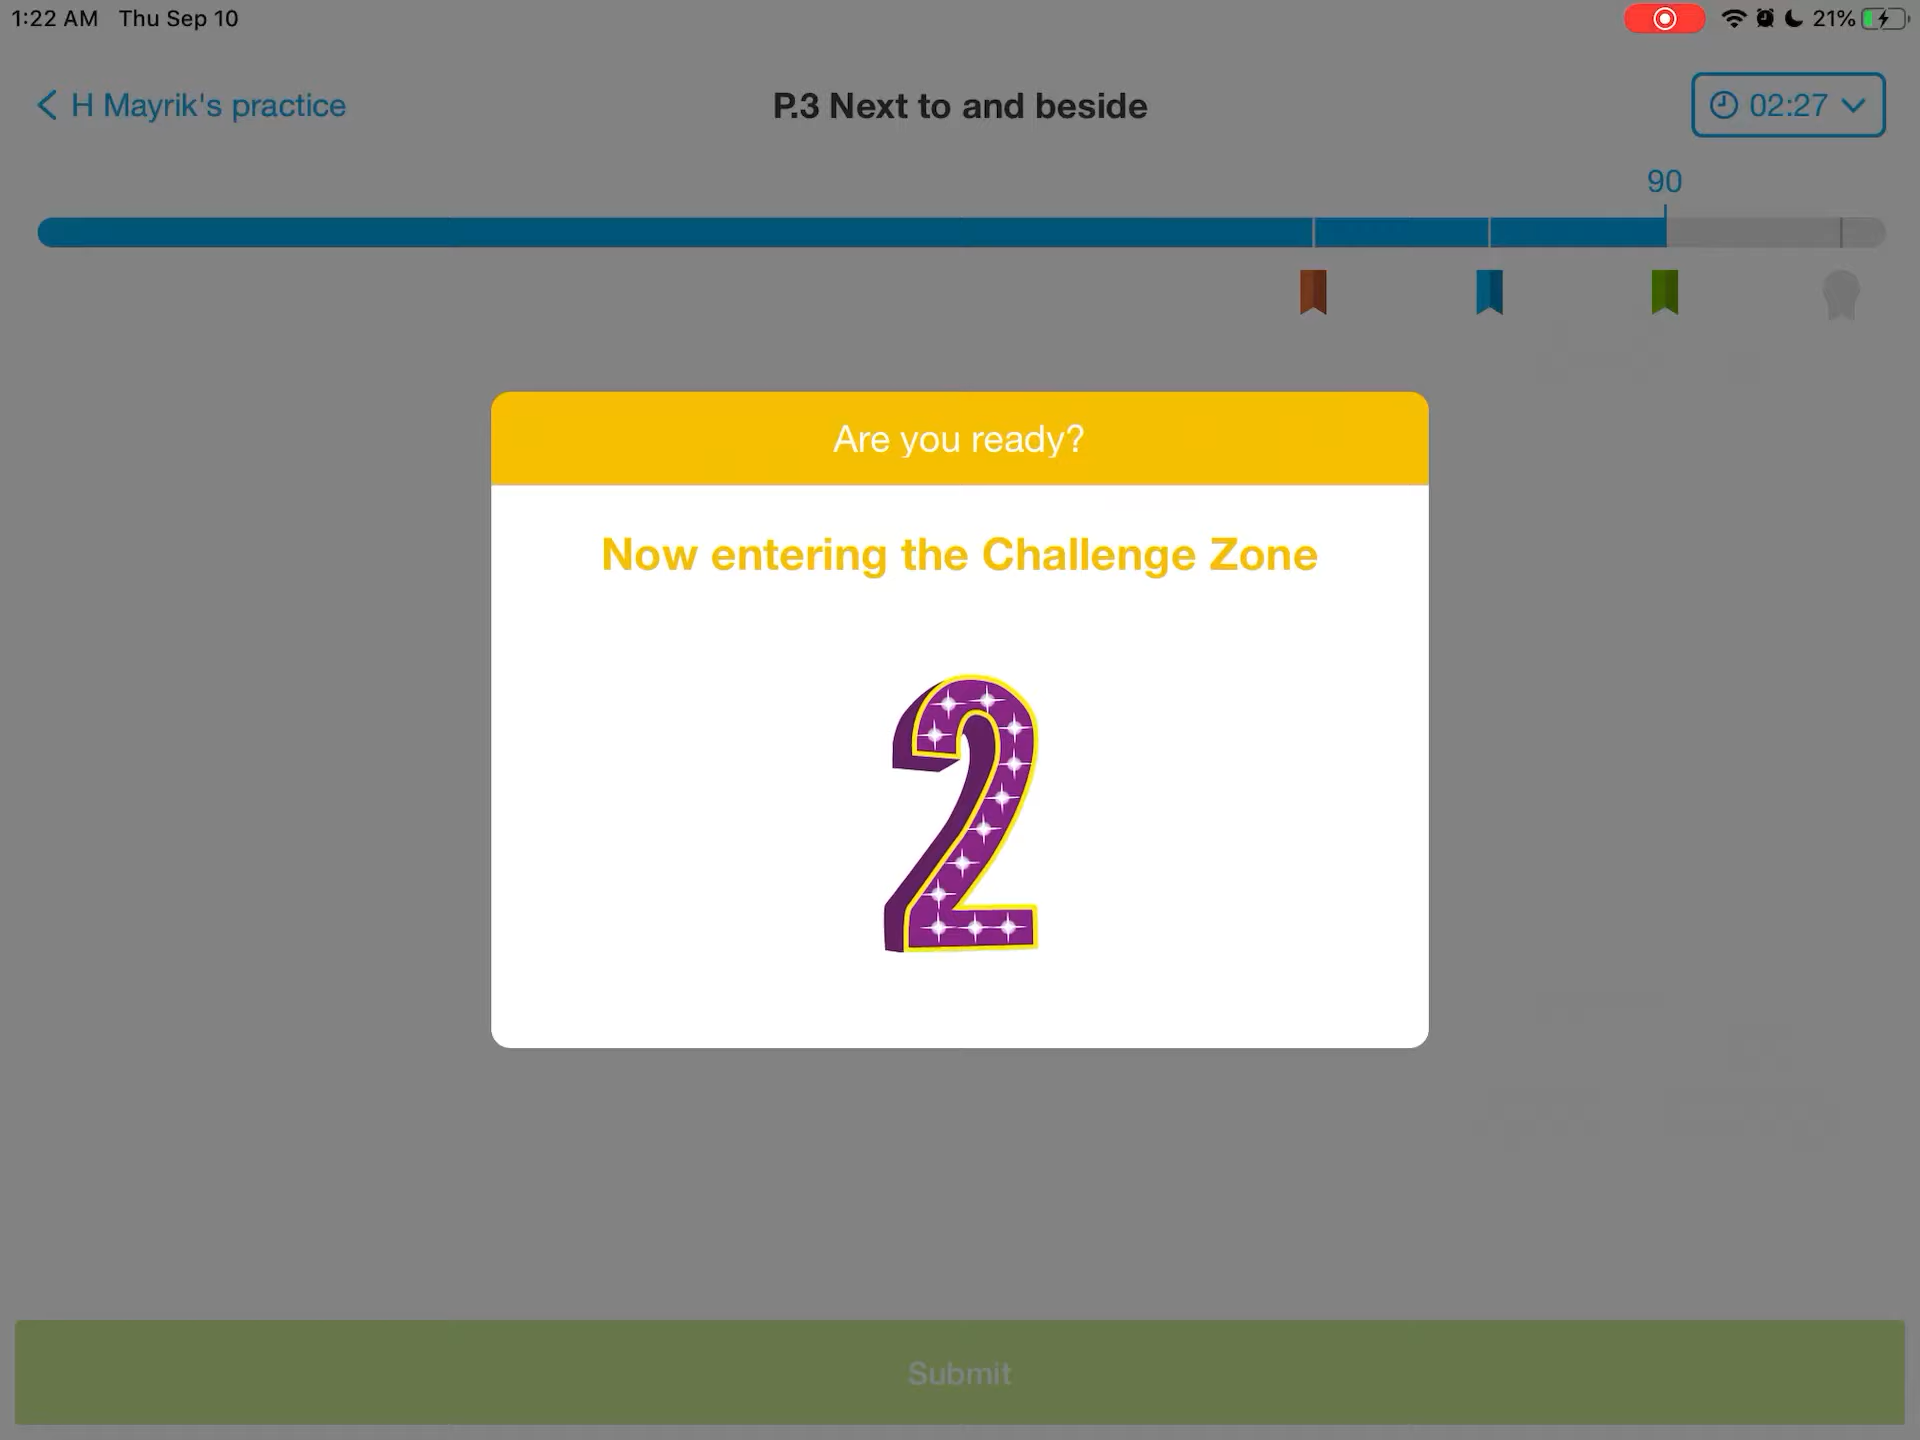 1:22 AM Thu Sep 10
21%
H Mayrik's practice
P.3 Next to and beside
02:27
90
Are you ready?
Now entering the Challenge Zone
2
Submit